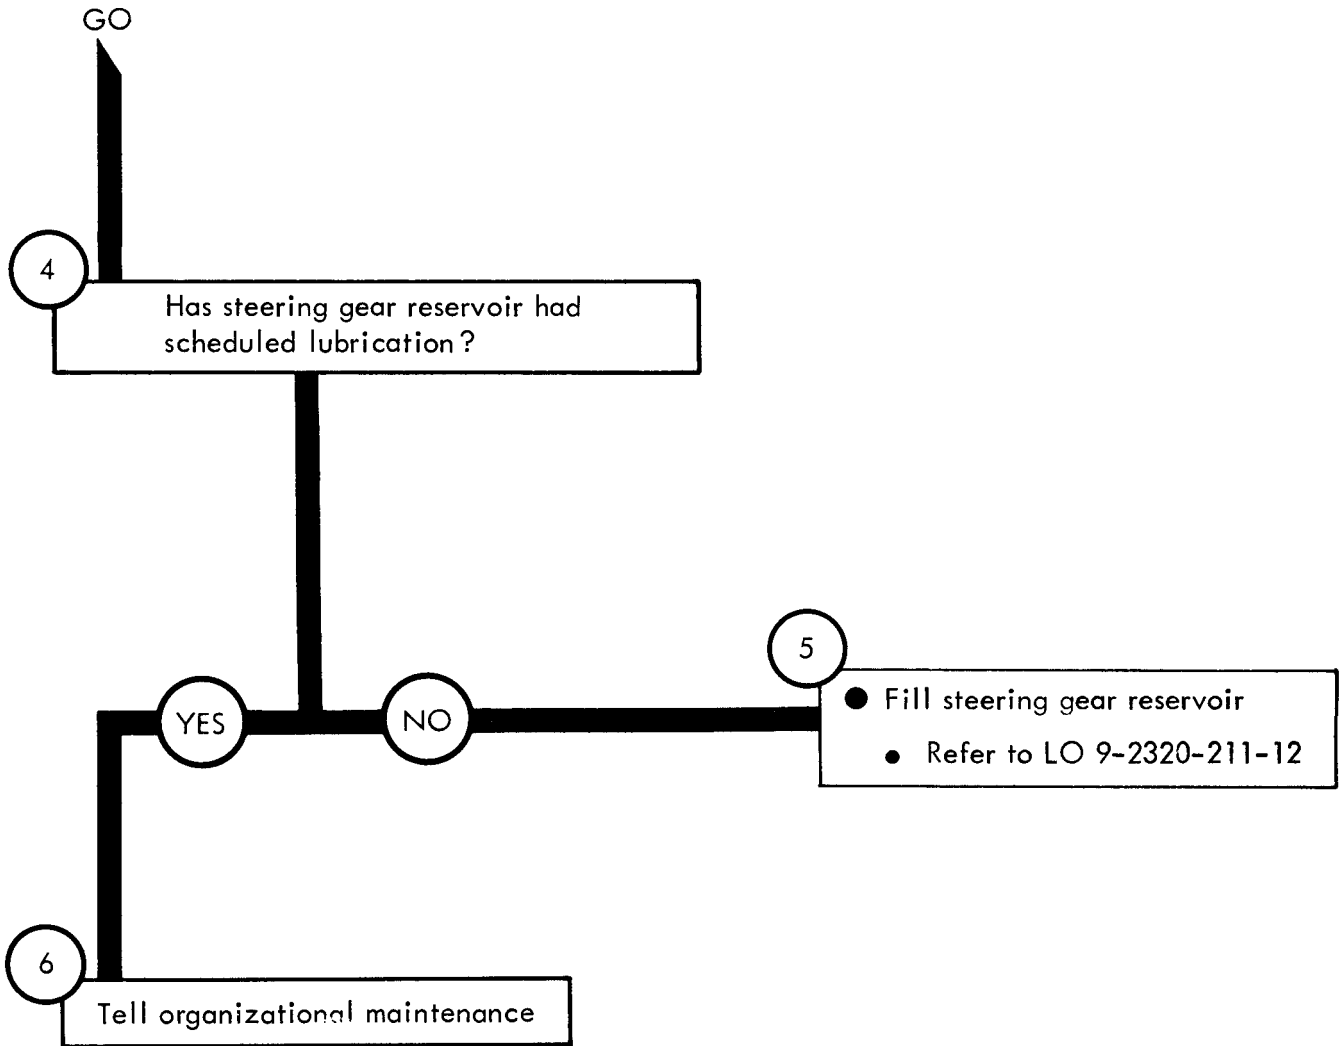 GO
4
Has steering gear reservoir had
scheduled lubrication?
YES
NO
5
● Fill steering gear reservoir
● Refer to LO 9-2320-211-12
6
Tell organizational maintenance